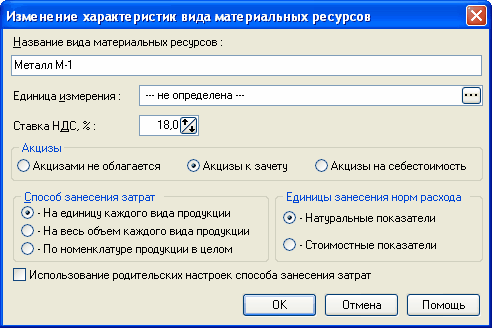 Изменение характеристик вида материальных ресурсов
Название вида материальных ресурсов :
Металл М-1
Единица измерения :
--- не определена ---
...
Ставка НДС, % :
18,0
Акцизы
Акцизами не облагается
Акцизы к зачету
Акцизы на себестоимость
Способ занесения затрат
- На единицу каждого вида продукции
- На весь объем каждого вида продукции
- По номенклатуре продукции в целом
Единицы занесения норм расхода
- Натуральные показатели
- Стоимостные показатели
Использование родительских настроек способа занесения затрат
OK
Отмена
Помощь